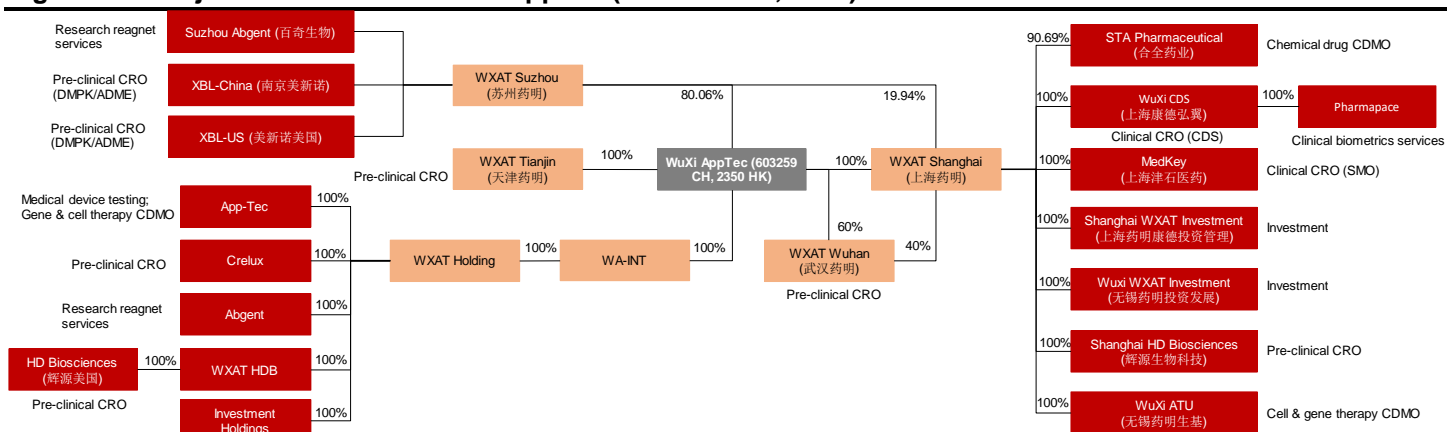 Research reagnet
services
Suzhou Abgent (百奇生物)
Pre-clinical CRO
(DMPK/ADME)
XBL-China (南京美新诺)
Pre-clinical CRO
(DMPK/ADME)
XBL-US (美新诺美国)
WXAT Suzhou
(苏州药明)
80.06%
19.94%
Pre-clinical CRO
WXAT Tianjin
(天津药明)
100%
WuXi AppTec (603259
CH, 2350 HK)
100%
WXAT Shanghai
(上海药明)
60%
40%
WXAT Wuhan
(武汉药明)
Pre-clinical CRO
Medical device testing;
Gene & cell therapy CDMO
App-Tec
100%
Pre-clinical CRO
Crelux
100%
WXAT Holding
100%
WA-INT
100%
Research reagnet
services
Abgent
100%
HD Biosciences
(辉源美国)
100%
WXAT HDB
100%
Pre-clinical CRO
Investment
Holdings
100%
90.69%
STA Pharmaceutical
(合全药业)
Chemical drug CDMO
100%
WuXi CDS
(上海康德弘翼)
100%
Pharmapace
Clinical CRO (CDS)
Clinical biometrics services
100%
MedKey
(上海津石医药)
Clinical CRO (SMO)
100%
Shanghai WXAT Investment
(上海药明康德投资管理)
Investment
100%
Wuxi WXAT Investment
(无锡药明投资发展)
Investment
100%
Shanghai HD Biosciences
(辉源生物科技)
Pre-clinical CRO
100%
WuXi ATU
(无锡药明生基)
Cell & gene therapy CDMO